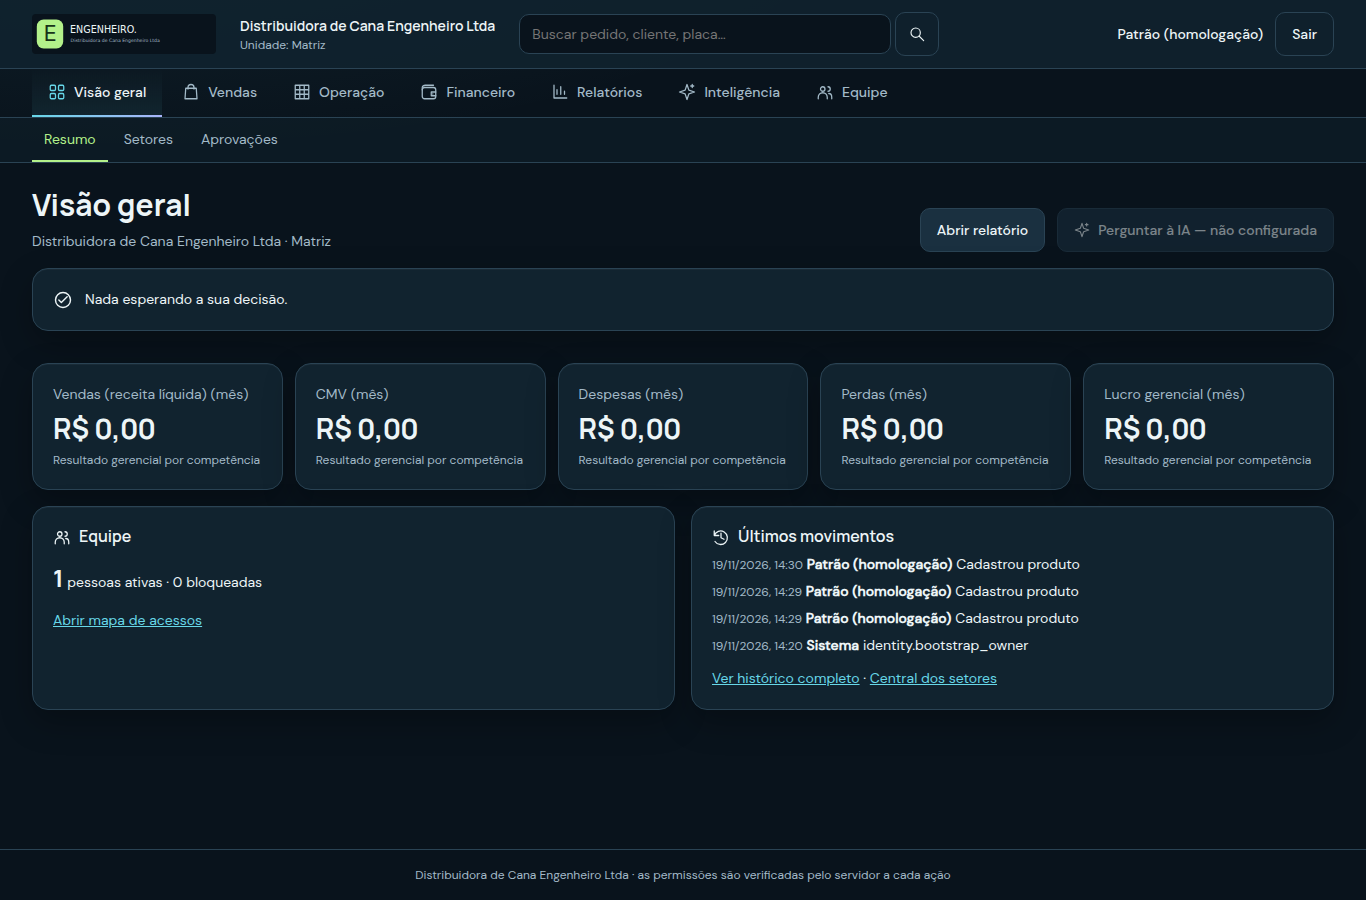 E ENGENHEIRO.
Distribuidora de Cana Engenheiro Ltda
Distribuidora de Cana Engenheiro Ltda
Unidade: Matriz
Buscar pedido, cliente, placa…
Patrão (homologação)
Sair
Visão geral
Vendas
Operação
Financeiro
Relatórios
Inteligência
Equipe
Resumo
Setores
Aprovações
Visão geral
Distribuidora de Cana Engenheiro Ltda · Matriz
Abrir relatório
Perguntar à IA — não configurada
Nada esperando a sua decisão.
Vendas (receita líquida) (mês)
R$ 0,00
Resultado gerencial por competência
CMV (mês)
R$ 0,00
Resultado gerencial por competência
Despesas (mês)
R$ 0,00
Resultado gerencial por competência
Perdas (mês)
R$ 0,00
Resultado gerencial por competência
Lucro gerencial (mês)
R$ 0,00
Resultado gerencial por competência
Equipe
1 pessoas ativas · 0 bloqueadas
Abrir mapa de acessos
Últimos movimentos
19/11/2026, 14:30 Patrão (homologação) Cadastrou produto
19/11/2026, 14:29 Patrão (homologação) Cadastrou produto
19/11/2026, 14:29 Patrão (homologação) Cadastrou produto
19/11/2026, 14:20 Sistema identity.bootstrap_owner
Ver histórico completo · Central dos setores
Distribuidora de Cana Engenheiro Ltda · as permissões são verificadas pelo servidor a cada ação